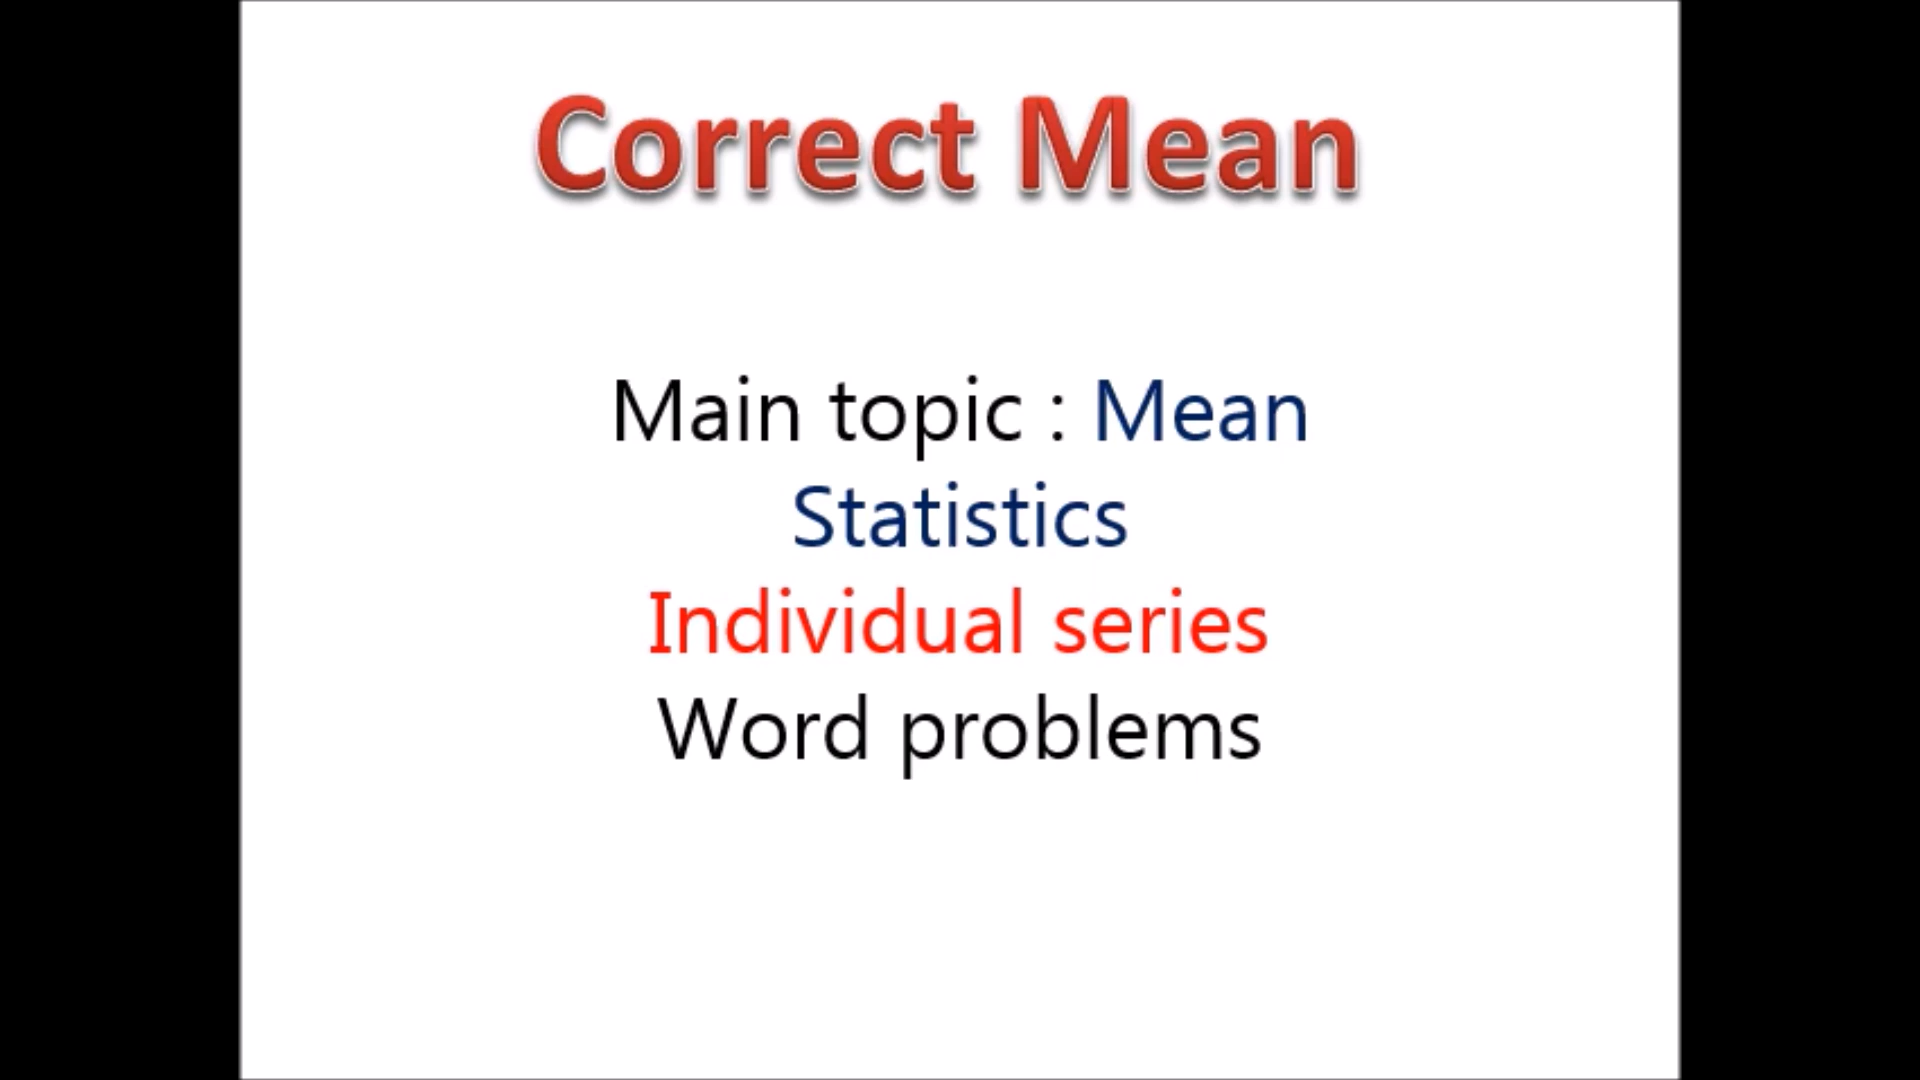 Correct Mean
Main topic : Mean
Statistics
Individual series
Word problems